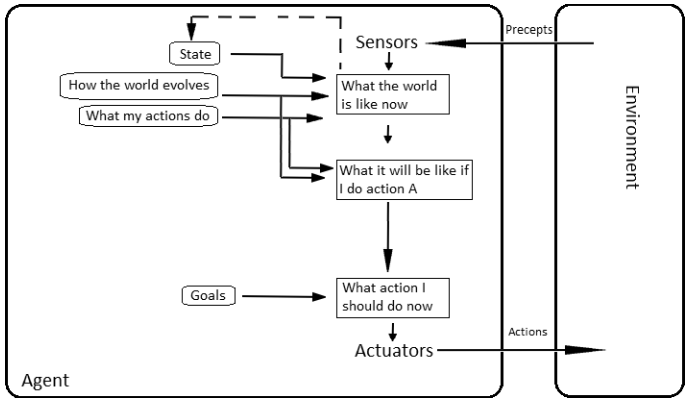 Precepts
Sensors
State
How the world evolves
What the world
is like now
What my actions do
Environment
What it will be like if
I do action A
What action I
should do now
Goals
Actions
Actuators
Agent